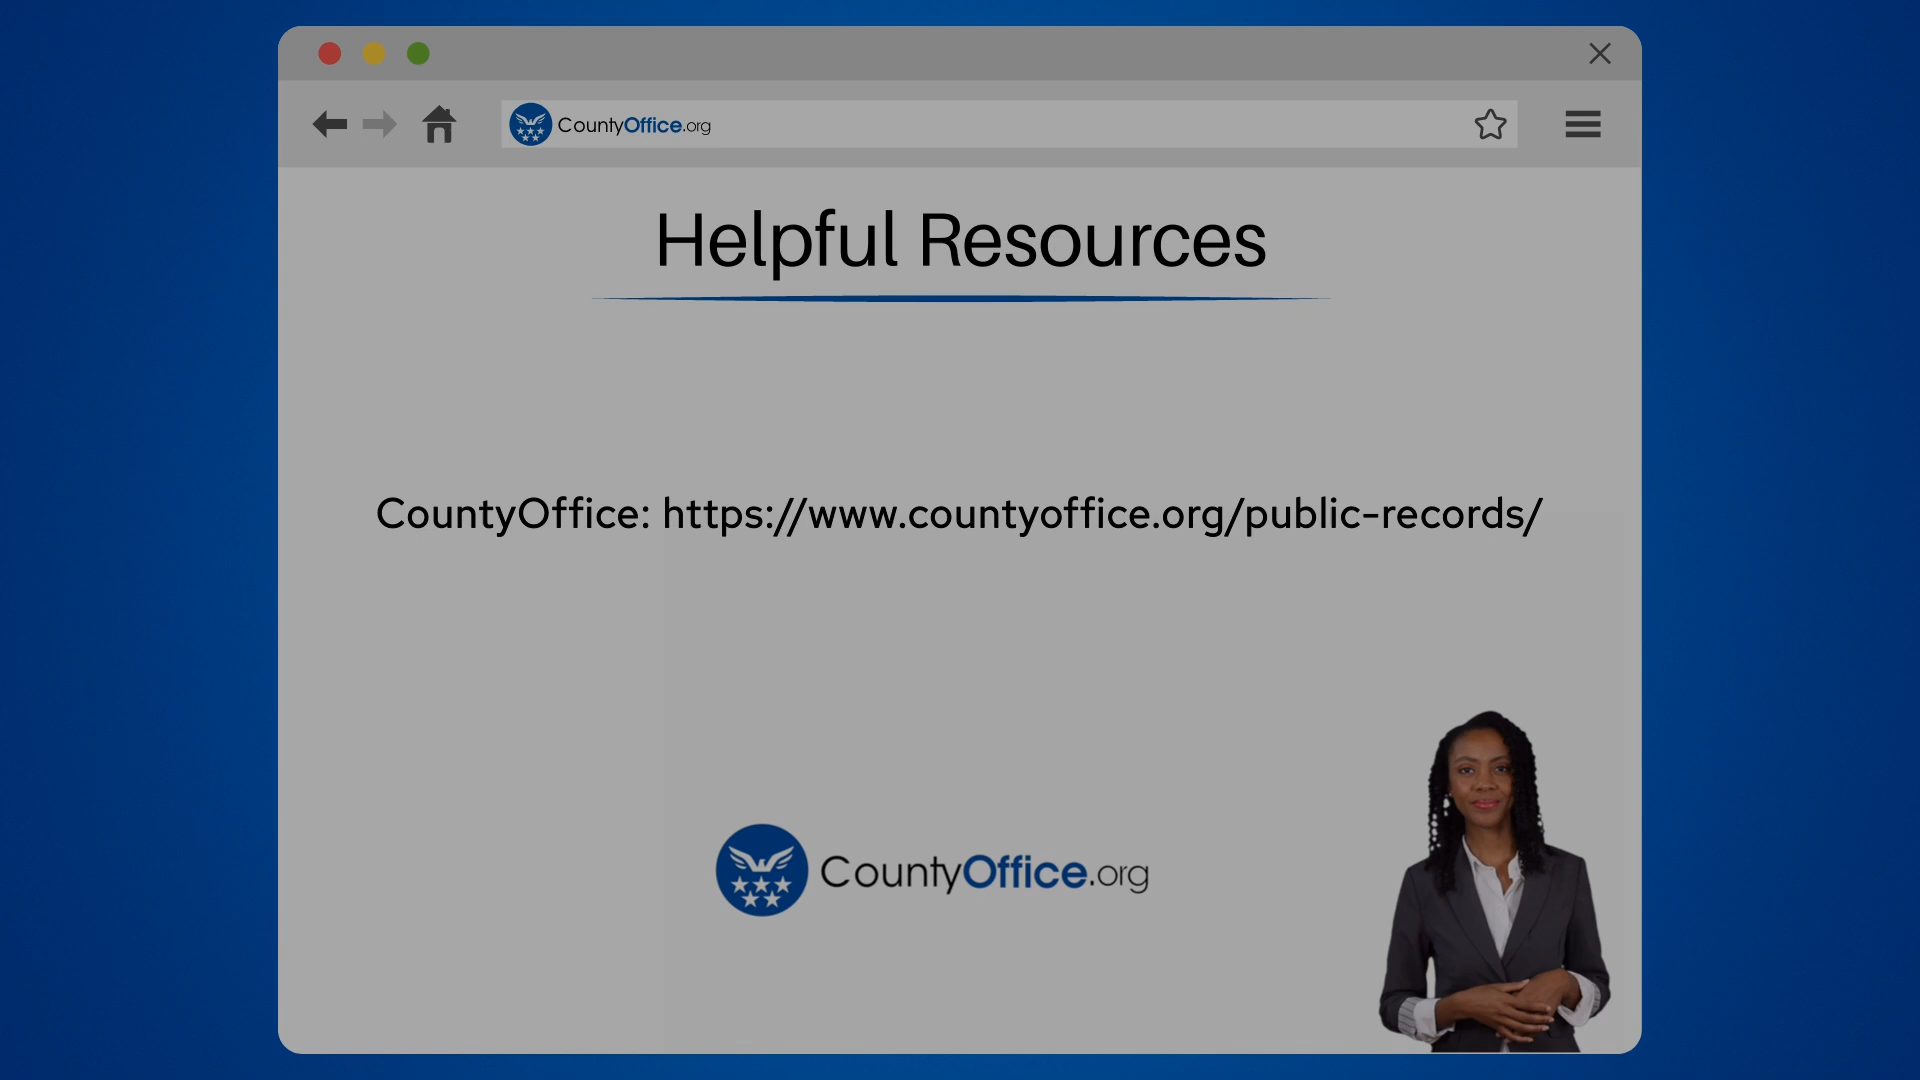 CountyOffice.org
Helpful Resources
CountyOffice: https://www.countyoffice.org/public-records/
CountyOffice.org